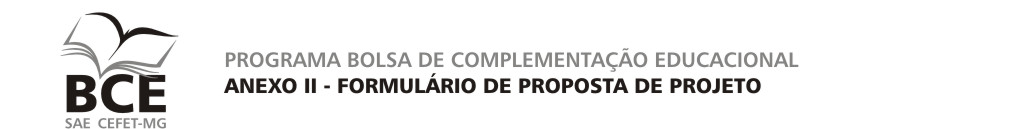 BCE
SAE CEFET-MG
PROGRAMA BOLSA DE COMPLEMENTAÇÃO EDUCACIONAL
ANEXO II - FORMULÁRIO DE PROPOSTA DE PROJETO